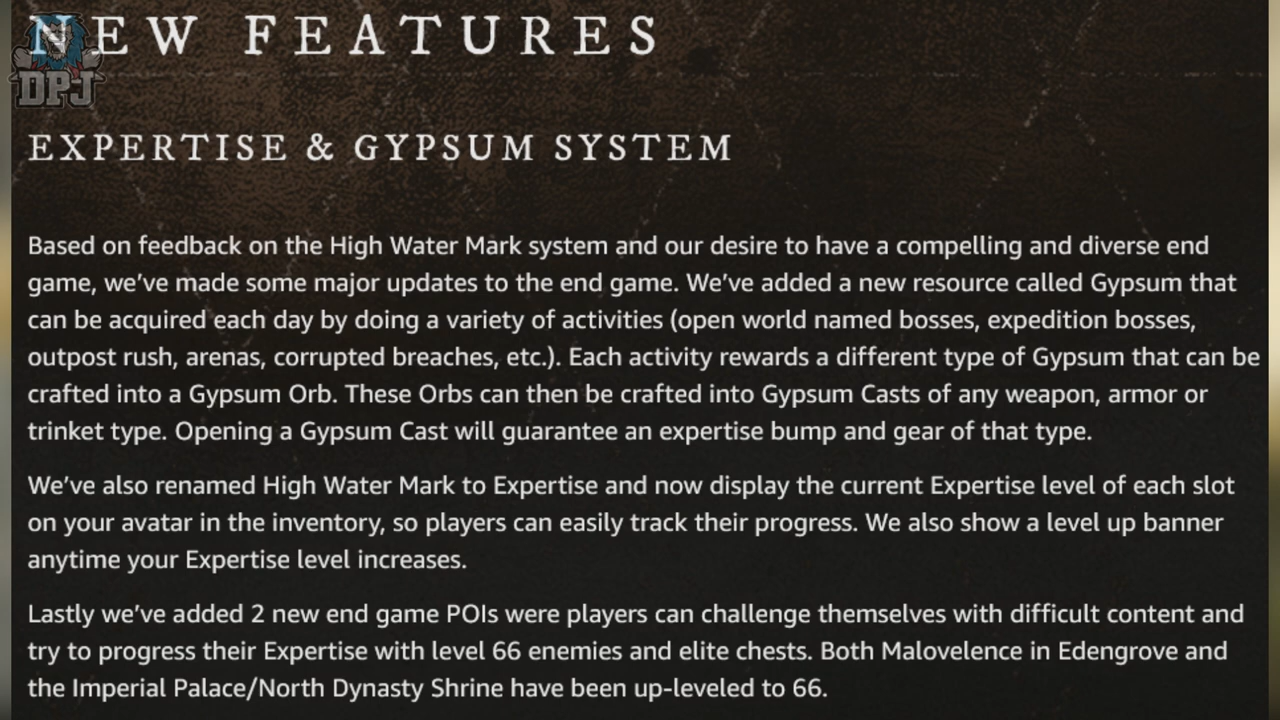 NEW FEATURES
DPJ
EXPERTISE & GYPSUM SYSTEM
Based on feedback on the High Water Mark system and our desire to have a compelling and diverse end
game, we've made some major updates to the end game. We've added a new resource called Gypsum that
can be acquired each day by doing a variety of activities (open world named bosses, expedition bosses,
outpost rush, arenas, corrupted breaches, etc.). Each activity rewards a different type of Gypsum that can be
crafted into a Gypsum Orb. These Orbs can then be crafted into Gypsum Casts of any weapon, armor or
trinket type. Opening a Gypsum Cast will guarantee an expertise bump and gear of that type.
We've also renamed High Water Mark to Expertise and now display the current Expertise level of each slot
on your avatar in the inventory, so players can easily track their progress. We also show a level up banner
anytime your Expertise level increases.
Lastly we've added 2 new end game POIs were players can challenge themselves with difficult content and
try to progress their Expertise with level 66 enemies and elite chests. Both Malovelence in Edengrove and
the Imperial Palace/North Dynasty Shrine have been up-leveled to 66.